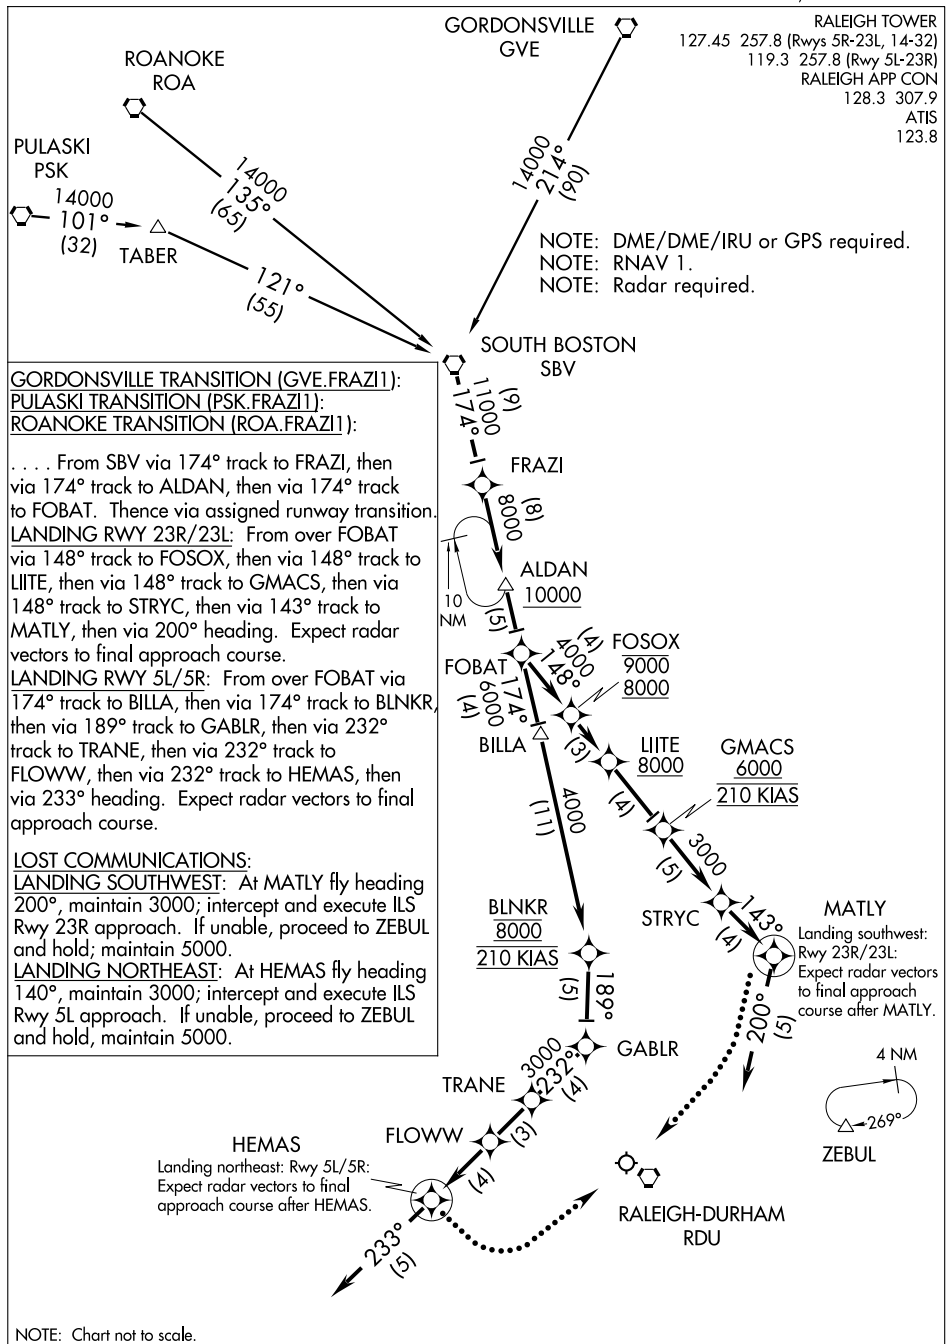 GORDONSVILLE
GVE
RALEIGH TOWER
127.45 257.8 (Rwys 5R-23L, 14-32)
119.3 257.8 (Rwy 5L-23R)
RALEIGH APP CON
128.3 307.9
ATIS
123.8
ROANOKE
ROA
PULASKI
PSK
14000
101°
(32)
TABER
14000
135°
(65)
14000
214°
(90)
121°
(55)
NOTE: DME/DME/IRU or GPS required.
NOTE: RNAV 1.
NOTE: Radar required.
SOUTH BOSTON
SBV
GORDONSVILLE TRANSITION (GVE.FRAZI1):
PULASKI TRANSITION (PSK.FRAZI1):
ROANOKE TRANSITION (ROA.FRAZI1):
. . . . From SBV via 174° track to FRAZI, then
via 174° track to ALDAN, then via 174° track
to FOBAT. Thence via assigned runway transition.
LANDING RWY 23R/23L: From over FOBAT
via 148° track to FOSOX, then via 148° track to
LIITE, then via 148° track to GMACS, then via
148° track to STRYC, then via 143° track to
MATLY, then via 200° heading. Expect radar
vectors to final approach course.
LANDING RWY 5L/5R: From over FOBAT via
174° track to BILLA, then via 174° track to BLNKR,
then via 189° track to GABLR, then via 232°
track to TRANE, then via 232° track to
FLOWW, then via 232° track to HEMAS, then
via 233° heading. Expect radar vectors to final
approach course.
LOST COMMUNICATIONS:
LANDING SOUTHWEST: At MATLY fly heading
200°, maintain 3000; intercept and execute ILS
Rwy 23R approach. If unable, proceed to ZEBUL
and hold; maintain 5000.
LANDING NORTHEAST: At HEMAS fly heading
140°, maintain 3000; intercept and execute ILS
Rwy 5L approach. If unable, proceed to ZEBUL
and hold, maintain 5000.
(9)
11000
174°
FRAZI
(8)
8000
ALDAN
10000
10
NM
(5)
FOBAT
(4)
4000
148°
FOSOX
9000
8000
174°
6000
(4)
BILLA
(3)
LIITE
8000
GMACS
6000
210 KIAS
(4)
4000
(11)
3000
(5)
BLNKR
8000
210 KIAS
STRYC
143°
(4)
MATLY
Landing southwest:
Rwy 23R/23L:
Expect radar vectors
to final approach
course after MATLY.
189°
(5)
200°
(5)
GABLR
4 NM
269°
ZEBUL
3000
232°
(4)
TRANE
(3)
FLOWW
(4)
HEMAS
Landing northeast: Rwy 5L/5R:
Expect radar vectors to final
approach course after HEMAS.
233°
(5)
RALEIGH-DURHAM
RDU
NOTE: Chart not to scale.